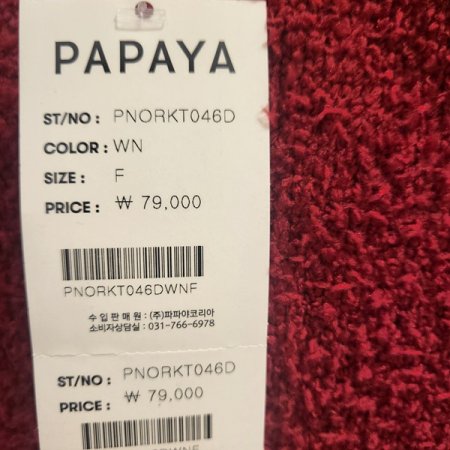 PAPAYA
ST/NO : PNORKT046D
COLOR : WN
SIZE : F
PRICE : ₩ 79,000
PNORKT046DWNF
수 입 판 매 원 : (주)파파야코리아
소비자상담실 : 031-766-6978
ST/NO : PNORKT046D
PRICE : ₩ 79,000